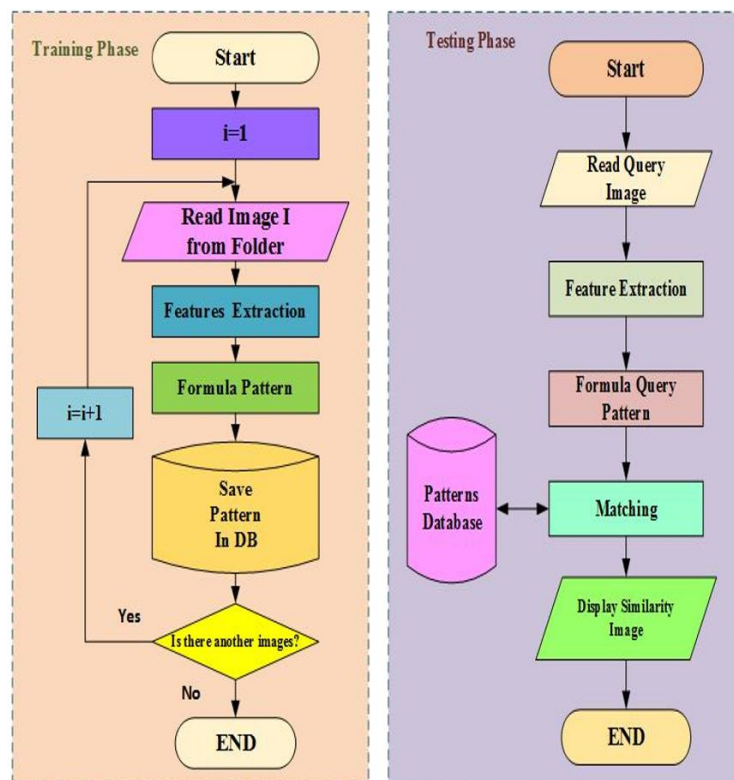 Training Phase
Start
i=1
Read Image I
from Folder
Features Extraction
Formula Pattern
i=i+1
Save
Pattern
In DB
Yes
Is there another images?
No
END
Testing Phase
Start
Read Query
Image
Feature Extraction
Formula Query
Pattern
Patterns
Database
Matching
Display Similarity
Image
END